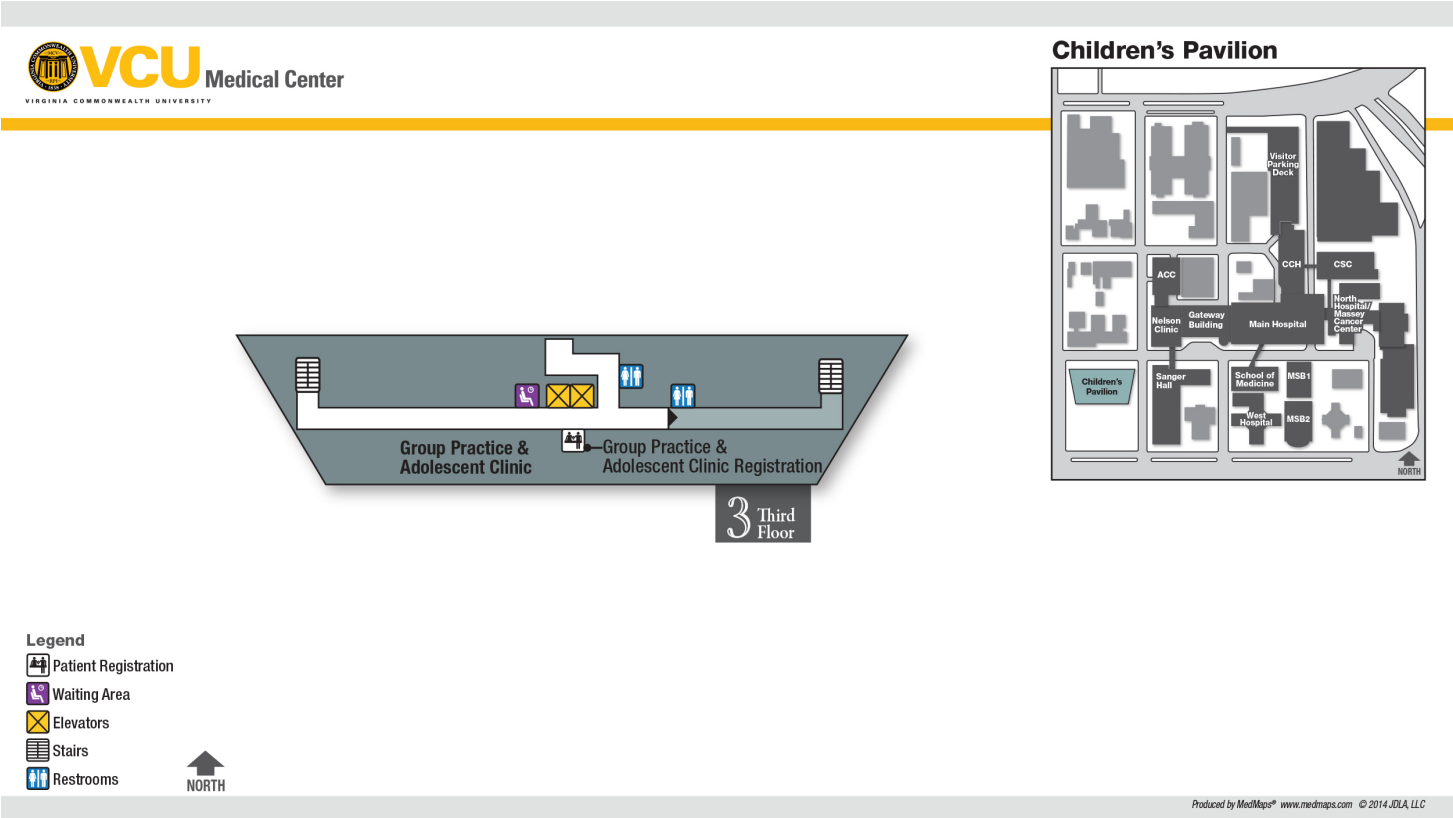 VCU Medical Center
VIRGINIA COMMONWEALTH UNIVERSITY
Children's Pavilion
Visitor
Parking
Deck
CCH
CSC
ACC
North
Hospital/
Massey
Cancer
Center
Nelson
Clinic
Gateway
Building
Main Hospital
Children's
Pavilion
Sanger
Hall
School of
Medicine
MSB1
West
Hospital
MSB2
NORTH
Group Practice &
Adolescent Clinic
Group Practice &
Adolescent Clinic Registration
3 Third
Floor
Legend
Patient Registration
Waiting Area
Elevators
Stairs
Restrooms
NORTH
Produced by MedMaps® www.medmaps.com © 2014 JDLA, LLC